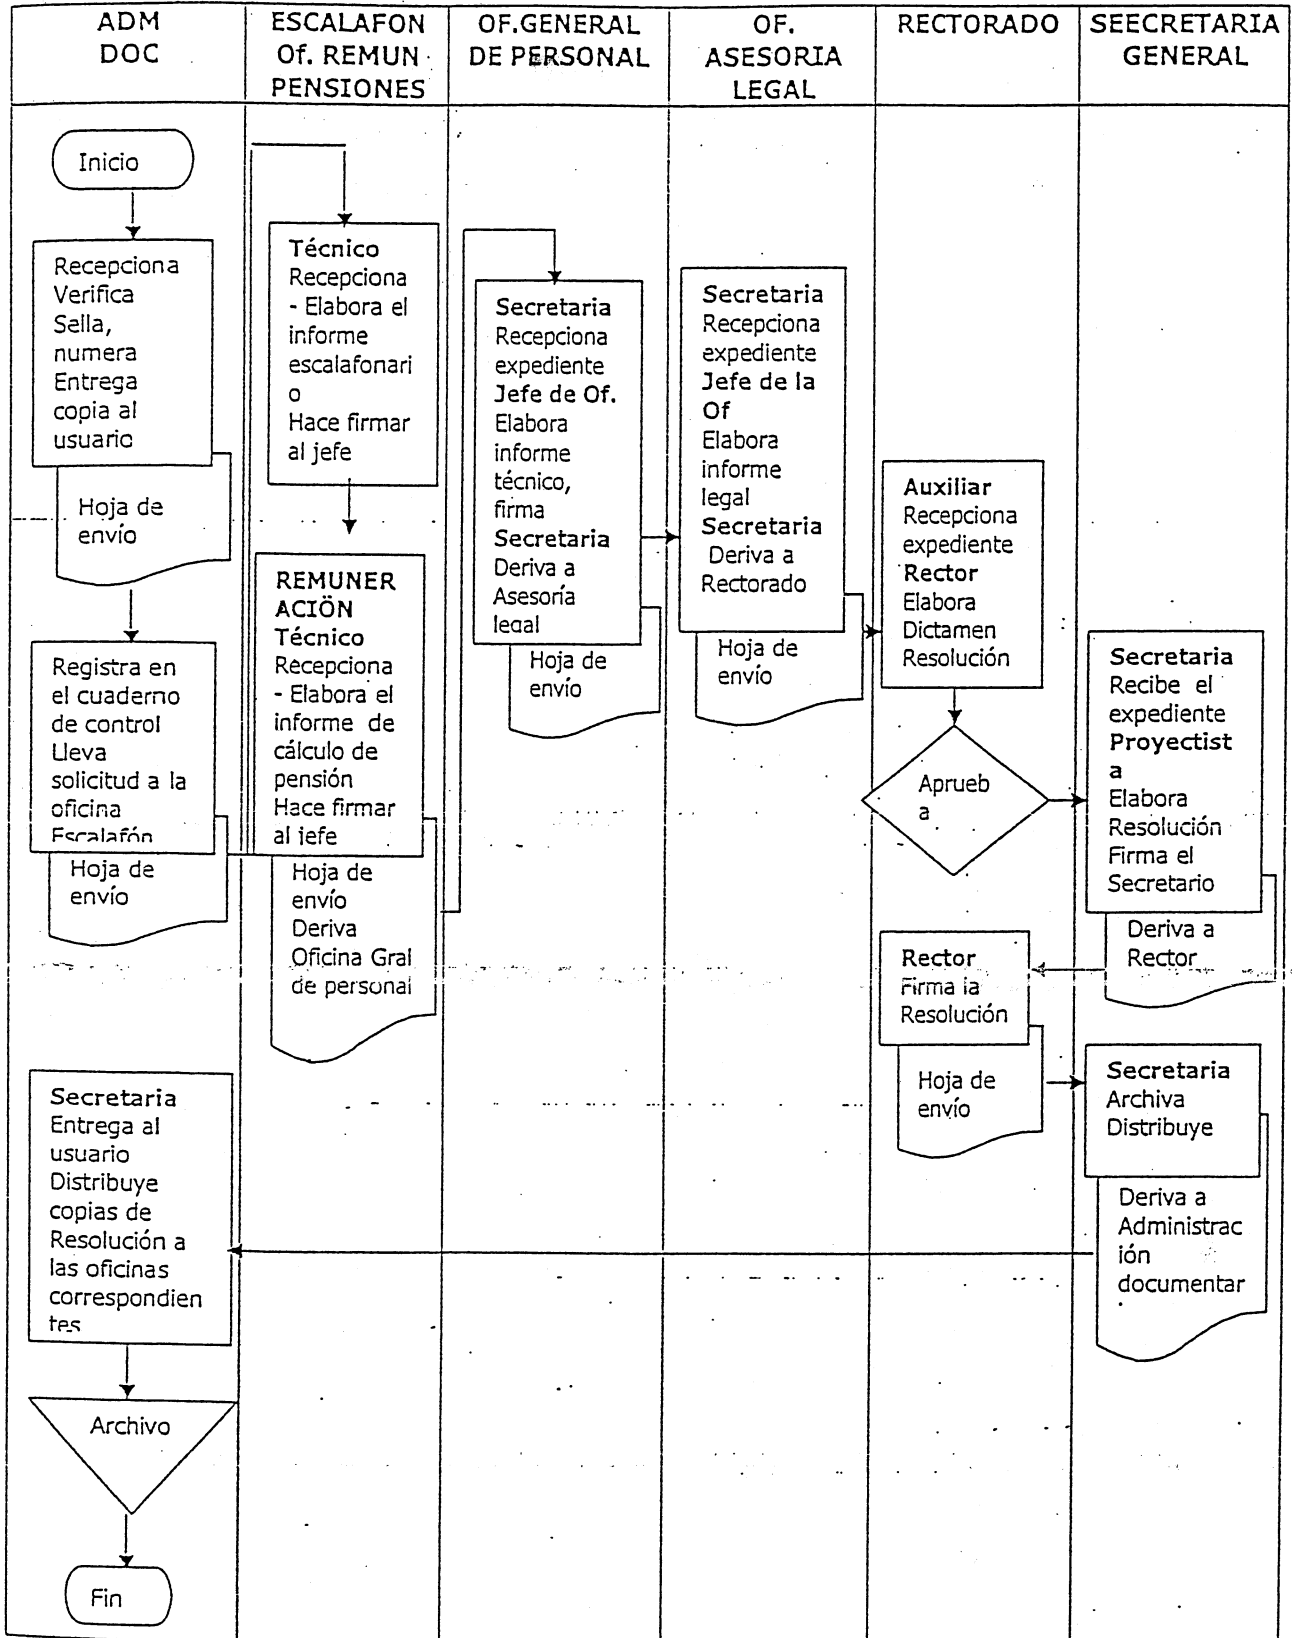 ADM
DOC
ESCALAFON
Of. REMUN
PENSIONES
OF.GENERAL
DE PERSONAL
OF.
ASESORIA
LEGAL
RECTORADO
SEECRETARIA
GENERAL
Inicio
Recepciona
Verifica
Sella,
numera
Entrega
copia al
usuario
Hoja de
envío
Registra en
el cuaderno
de control
Lleva
solicitud a la
oficina
Escalafón
Hoja de
envío
Técnico
Recepciona
- Elabora el
informe
escalafonari
o
Hace firmar
al jefe
REMUNER
ACIÖN
Técnico
Recepciona
- Elabora el
informe de
cálculo de
pensión
Hace firmar
al jefe
Hoja de
envío
Deriva
Oficina Gral
de personal
Secretaria
Recepciona
expediente
Jefe de Of.
Elabora
informe
técnico,
firma
Secretaria
Deriva a
Asesoría
legal
Hoja de
envío
Secretaria
Recepciona
expediente
Jefe de la
Of
Elabora
informe
legal
Secretaria
Deriva a
Rectorado
Hoja de
envío
Auxiliar
Recepciona
expediente
Rector
Elabora
Dictamen
Resolución
Aprueb
a
Secretaria
Recibe el
expediente
Proyectist
a
Elabora
Resolución
Firma el
Secretario
Deriva a
Rector
Rector
Firma la
Resolución
Hoja de
envío
Secretaria
Archiva
Distribuye
Deriva a
Administrac
ión
documentar
Secretaria
Entrega al
usuario
Distribuye
copias de
Resolución a
las oficinas
correspondien
tes
Archivo
Fin